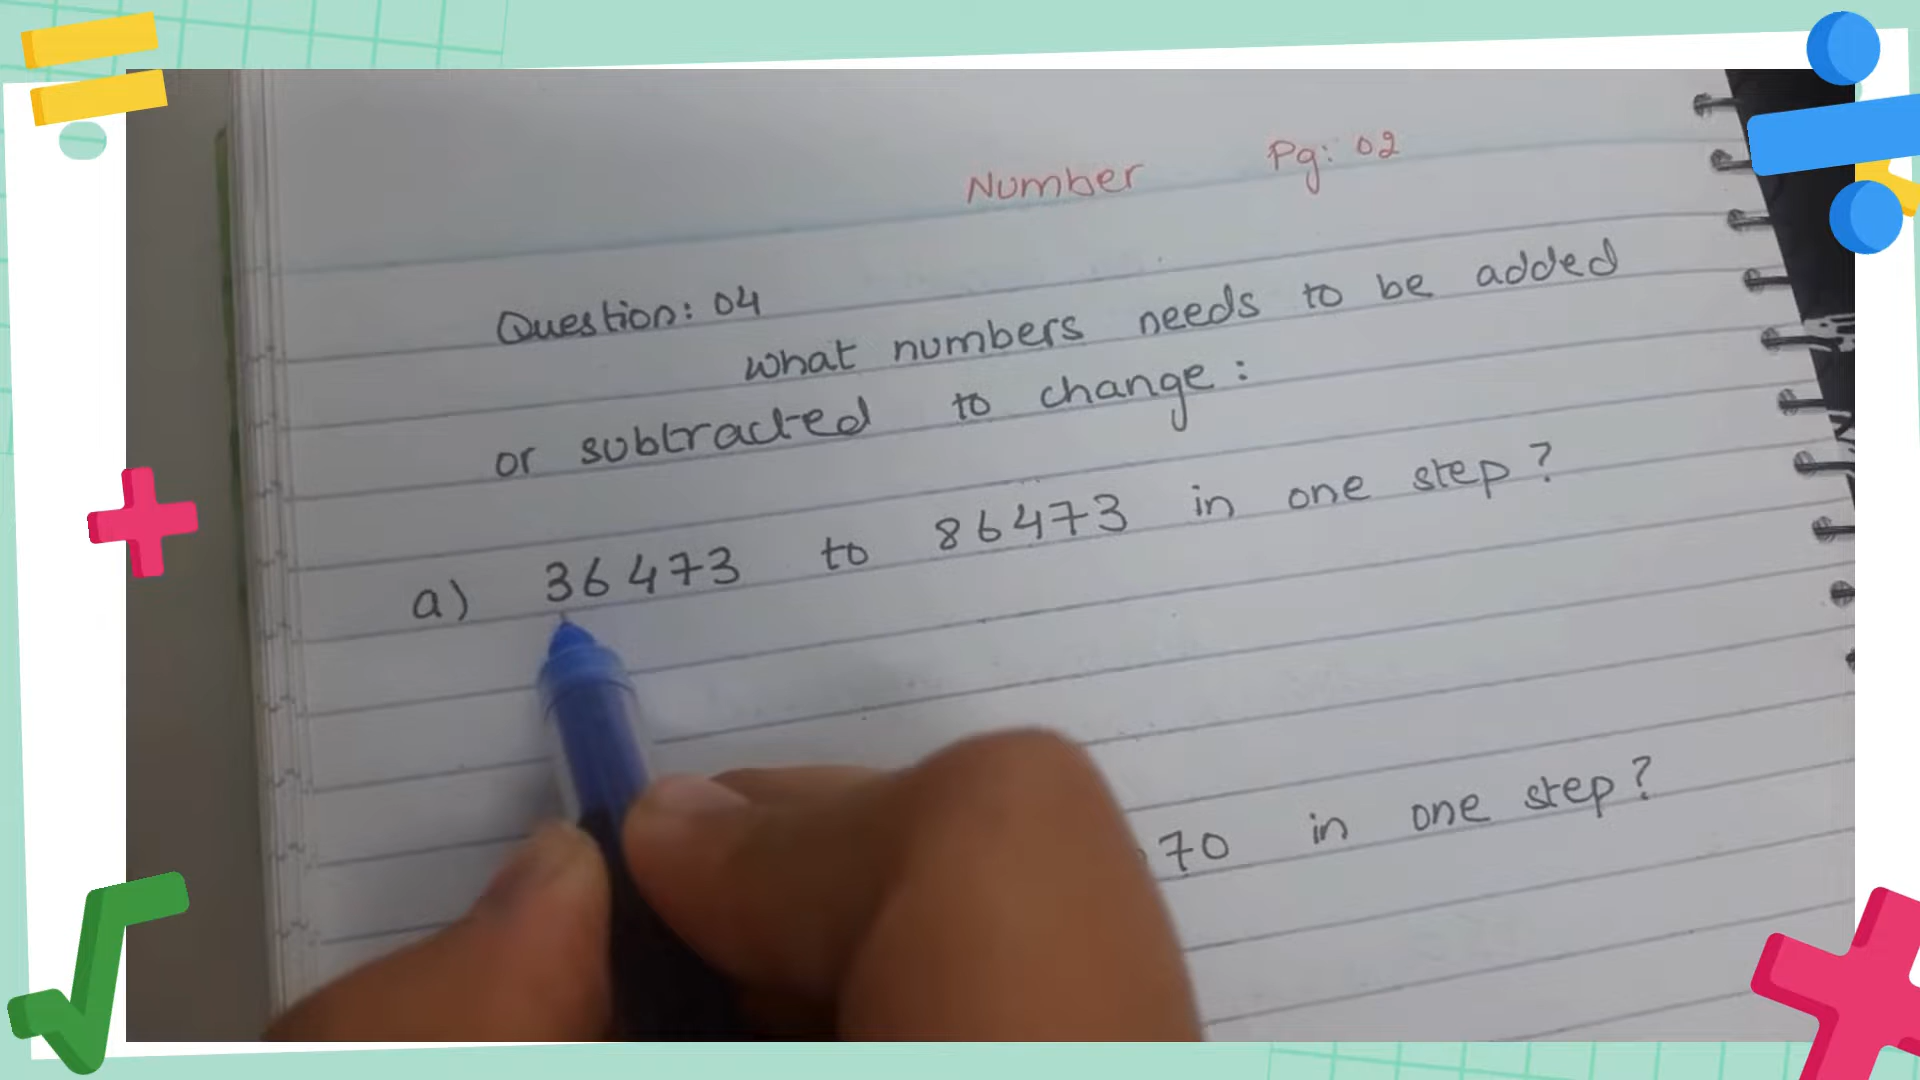 Number Pg: 02
Question: 04
What numbers needs to be added
or subtracted to change:
a) 36473 to 86473 in one step?
70 in one step?